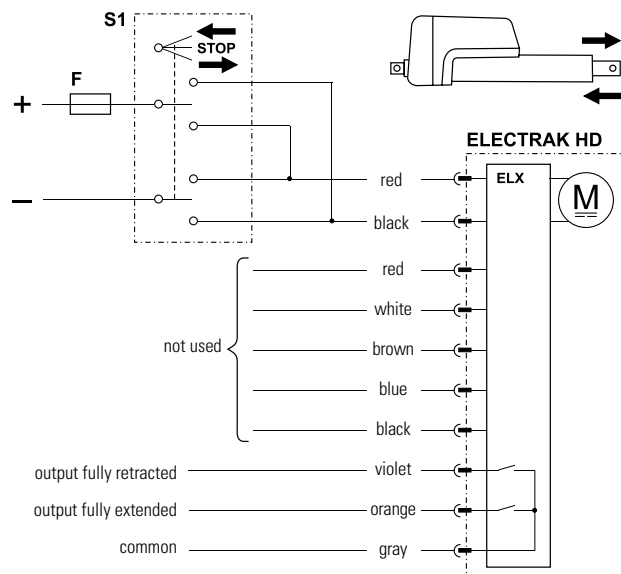 S1
STOP
F
+
−
ELECTRAK HD
ELX
M
red
black
red
white
brown
blue
black
not used
output fully retracted
violet
output fully extended
orange
common
gray